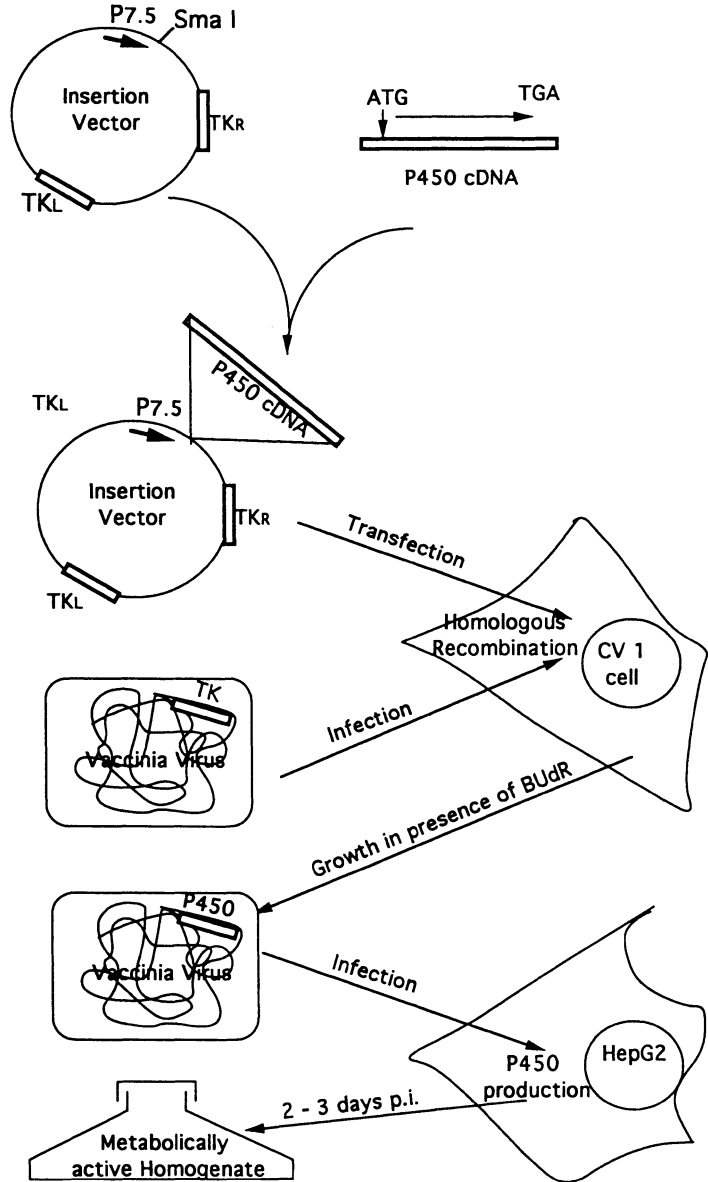 P7.5
Sma I
Insertion
Vector
TKR
TKL
ATG
TGA
P450 cDNA
P450 cDNA
TKL
P7.5
Insertion
Vector
TKR
TKL
Transfection
Homologous
Recombination
CV 1
cell
TK
Vaccinia Virus
Infection
Growth in presence of BUdR
P450
Vaccinia Virus
Infection
HepG2
P450
production
2 - 3 days p.i.
Metabolically
active Homogenate